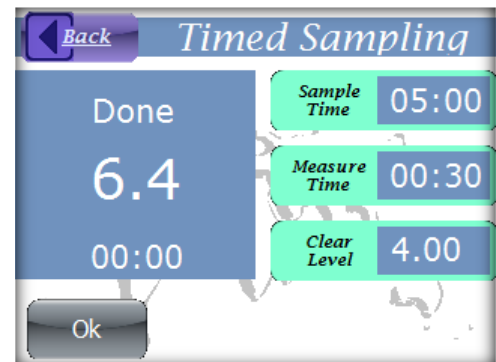 Back
Timed Sampling
Done
6.4
00:00
Sample
Time
05:00
Measure
Time
00:30
Clear
Level
4.00
Ok